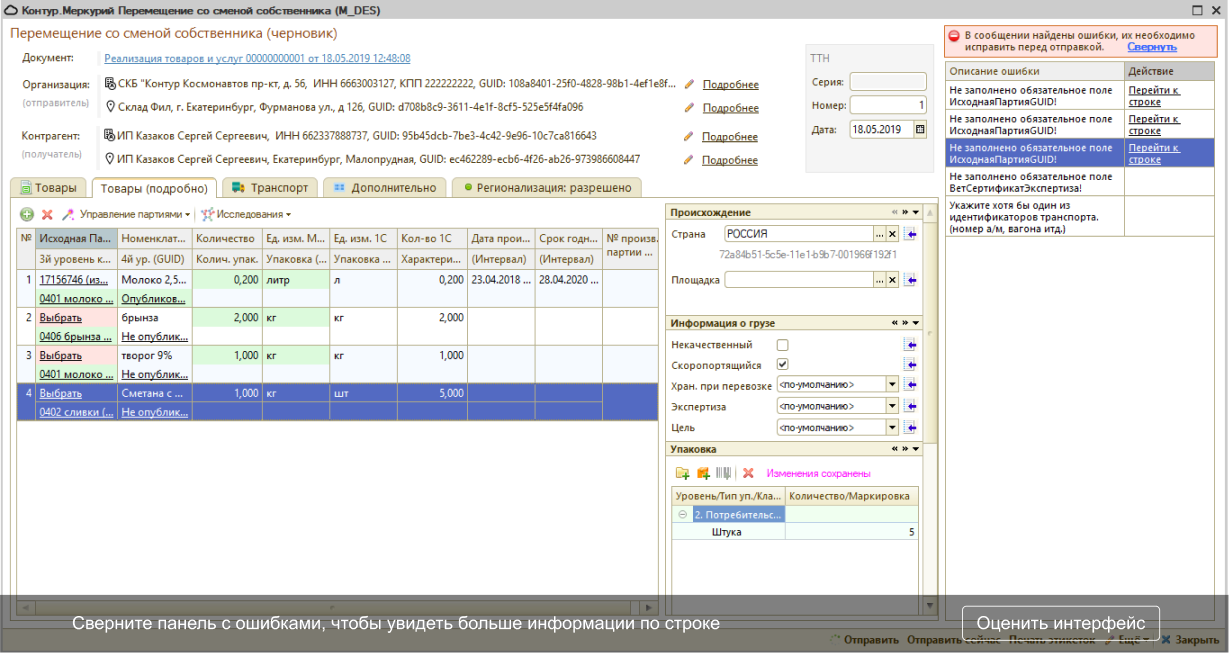 Контур.Меркурий Перемещение со сменой собственника (M_DES)
Перемещение со сменой собственника (черновик)
Документ: Реализация товаров и услуг 00000000001 от 18.05.2019 12:48:08
Организация: СКБ "Контур Космонавтов пр-кт, д. 56, ИНН 6663003127, КПП 222222222, GUID: 108a8401-25f0-4828-98b1-4ef1e8f... Подробнее
(отправитель) Склад Фил, г. Екатеринбург, Фурманова ул., д 126, GUID: d708b8c9-3611-4e1f-8cf5-525e5f4fa096 Подробнее
Контрагент: ИП Казаков Сергей Сергеевич, ИНН 662337888737, GUID: 95b45dcb-7be3-4c42-9e96-10c7ca816643 Подробнее
(получатель) ИП Казаков Сергей Сергеевич, Екатеринбург, Малопрудная, GUID: ec462289-ecb6-4f26-ab26-973986608447 Подробнее
ТТН
Серия:
Номер: 1
Дата: 18.05.2019
Товары Товары (подробно) Транспорт Дополнительно Регионализация: разрешено
Управление партиями Исследования
№ Исходная Па... Номенклат... Количество Ед. изм. М... Ед. изм. 1С Кол-во 1С Дата прои... Срок годн... № произв.
3й уровень к... 4й ур. (GUID) Колич. упак. Упаковка (... Упаковка ... Характери... (Интервал) (Интервал) партии ...
1 17156746 (из... Молоко 2,5... 0,200 литр л 0,200 23.04.2018 ... 28.04.2020 ...
0401 молоко ... Опубликов...
2 Выбрать брынза 2,000 кг кг 2,000
0406 брынза ... Не опублик...
3 Выбрать творог 9% 1,000 кг кг 1,000
0401 молоко ... Не опублик...
4 Выбрать Сметана с ... 1,000 кг шт 5,000
0402 сливки (... Не опублик...
Происхождение
Страна РОССИЯ ...
72a84b51-5c5e-11e1-b9b7-001966f192f1
Площадка ...
Информация о грузе
Некачественный
Скоропортящийся
Хран. при перевозке <по-умолчанию>
Экспертиза <по-умолчанию>
Цель <по-умолчанию>
Упаковка
Изменения сохранены
Уровень/Тип уп./Кла... Количество/Маркировка
2. Потребительс...
Штука 5
В сообщении найдены ошибки, их необходимо
исправить перед отправкой. Свернуть
Описание ошибки Действие
Не заполнено обязательное поле Перейти к
ИсходнаяПартияGUID! строке
Не заполнено обязательное поле Перейти к
ИсходнаяПартияGUID! строке
Не заполнено обязательное поле Перейти к
ИсходнаяПартияGUID! строке
Не заполнено обязательное поле
ВетСертификатЭкспертиза!
Укажите хотя бы один из
идентификаторов транспорта.
(номер а/м, вагона итд.)
Сверните панель с ошибками, чтобы увидеть больше информации по строке
Оценить интерфейс
Отправить Отправить сейчас Печать этикеток Ещё Закрыть